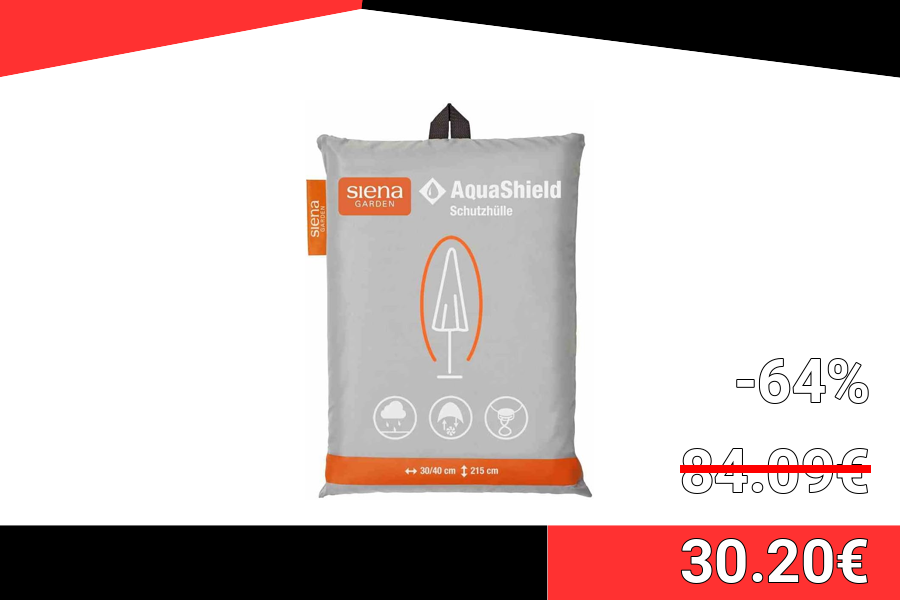 siena
GARDEN
AquaShield
Schutzhülle
siena
GARDEN
30/40 cm 215 cm
-64%
84.09€
30.20€